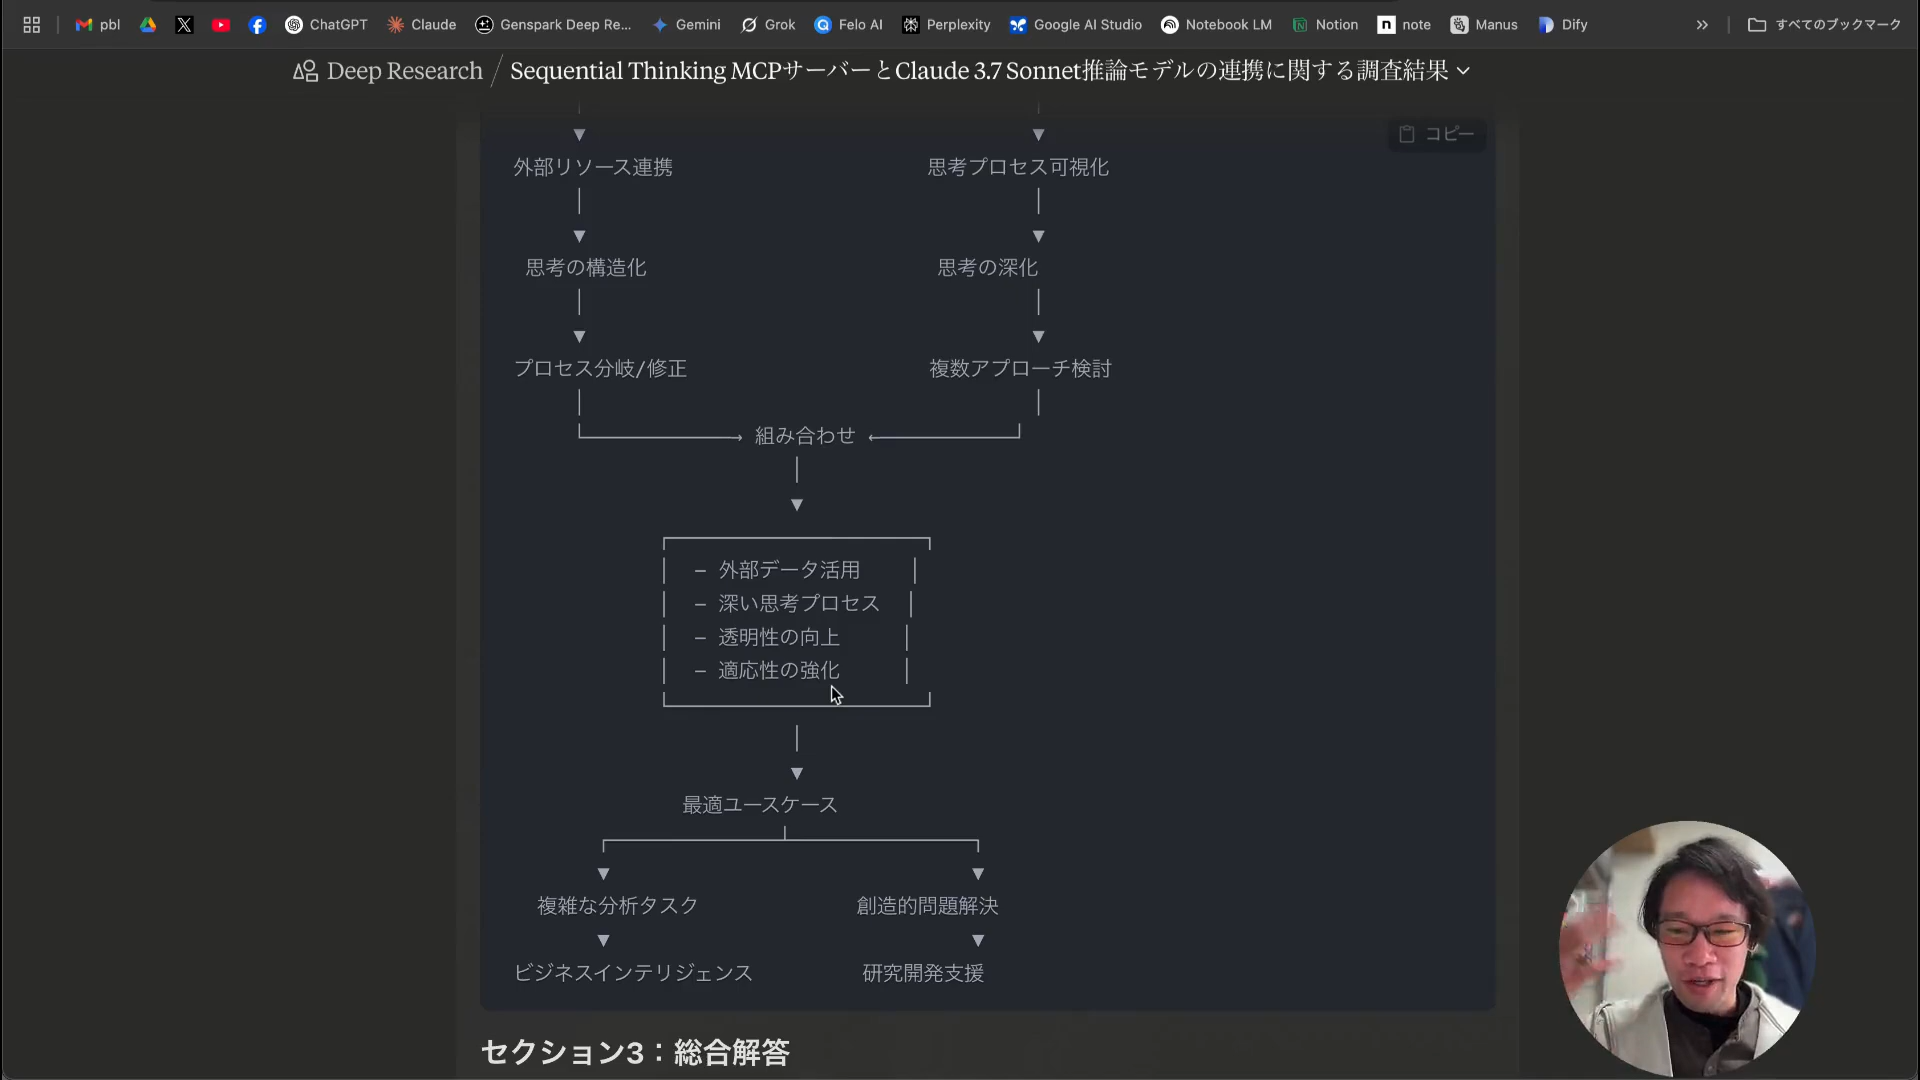 pbl
ChatGPT
Claude
Genspark Deep Re...
Gemini
Grok
Felo AI
Perplexity
Google AI Studio
Notebook LM
Notion
note
Manus
Dify
すべてのブックマーク
Deep Research / Sequential Thinking MCPサーバーとClaude 3.7 Sonnet推論モデルの連携に関する調査結果
コピー
外部リソース連携 思考プロセス可視化
思考の構造化 思考の深化
プロセス分岐/修正 複数アプローチ検討
組み合わせ
- 外部データ活用
- 深い思考プロセス
- 透明性の向上
- 適応性の強化
最適ユースケース
複雑な分析タスク 創造的問題解決
ビジネスインテリジェンス 研究開発支援
セクション3：総合解答